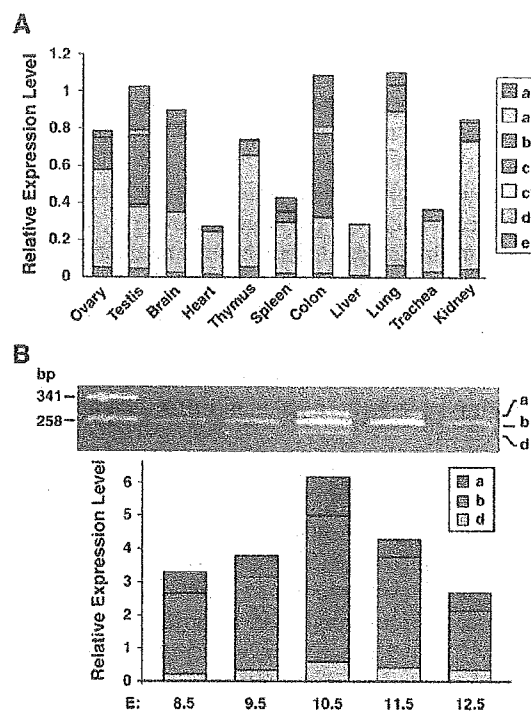 A
Relative Expression Level
1.2
1
0.8
0.6
0.4
0.2
0
Ovary
Testis
Brain
Heart
Thymus
Spleen
Colon
Liver
Lung
Trachea
Kidney
a
a
b
c
c
d
e
B
bp
341
258
a
b
d
Relative Expression Level
6
5
4
3
2
1
0
a
b
d
E: 8.5 9.5 10.5 11.5 12.5